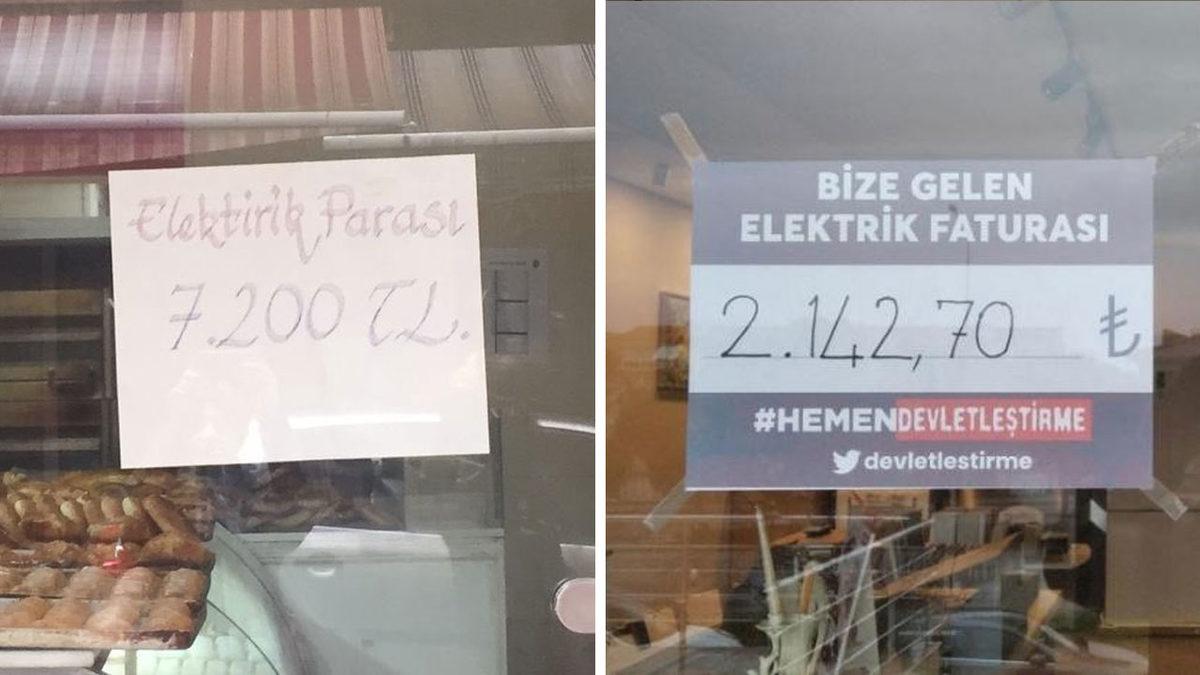 Elektirik Parası
7.200 TL.
BİZE GELEN
ELEKTRİK FATURASI
2.142,70 ₺
#HEMENDEVLETLEŞTİRME
devletlestirme